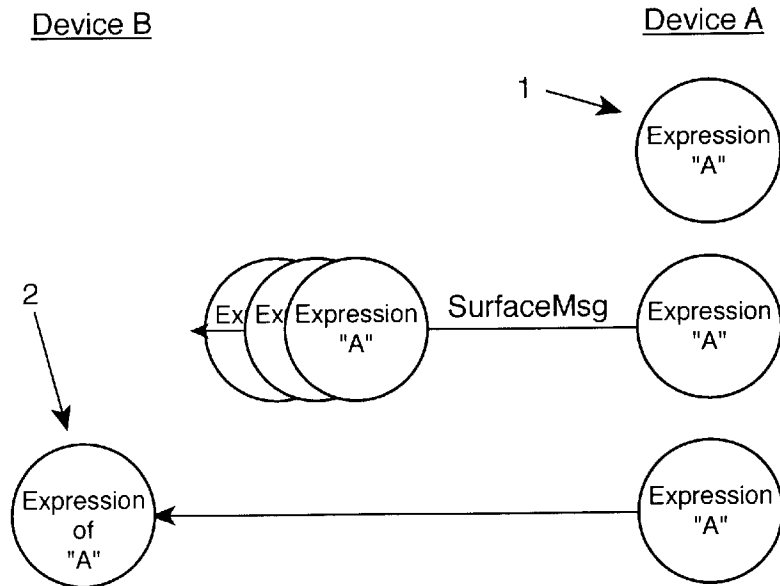 Device B
Device A
1
Expression
"A"
2
Ex
Ex
Expression
"A"
SurfaceMsg
Expression
"A"
Expression
of
"A"
Expression
"A"